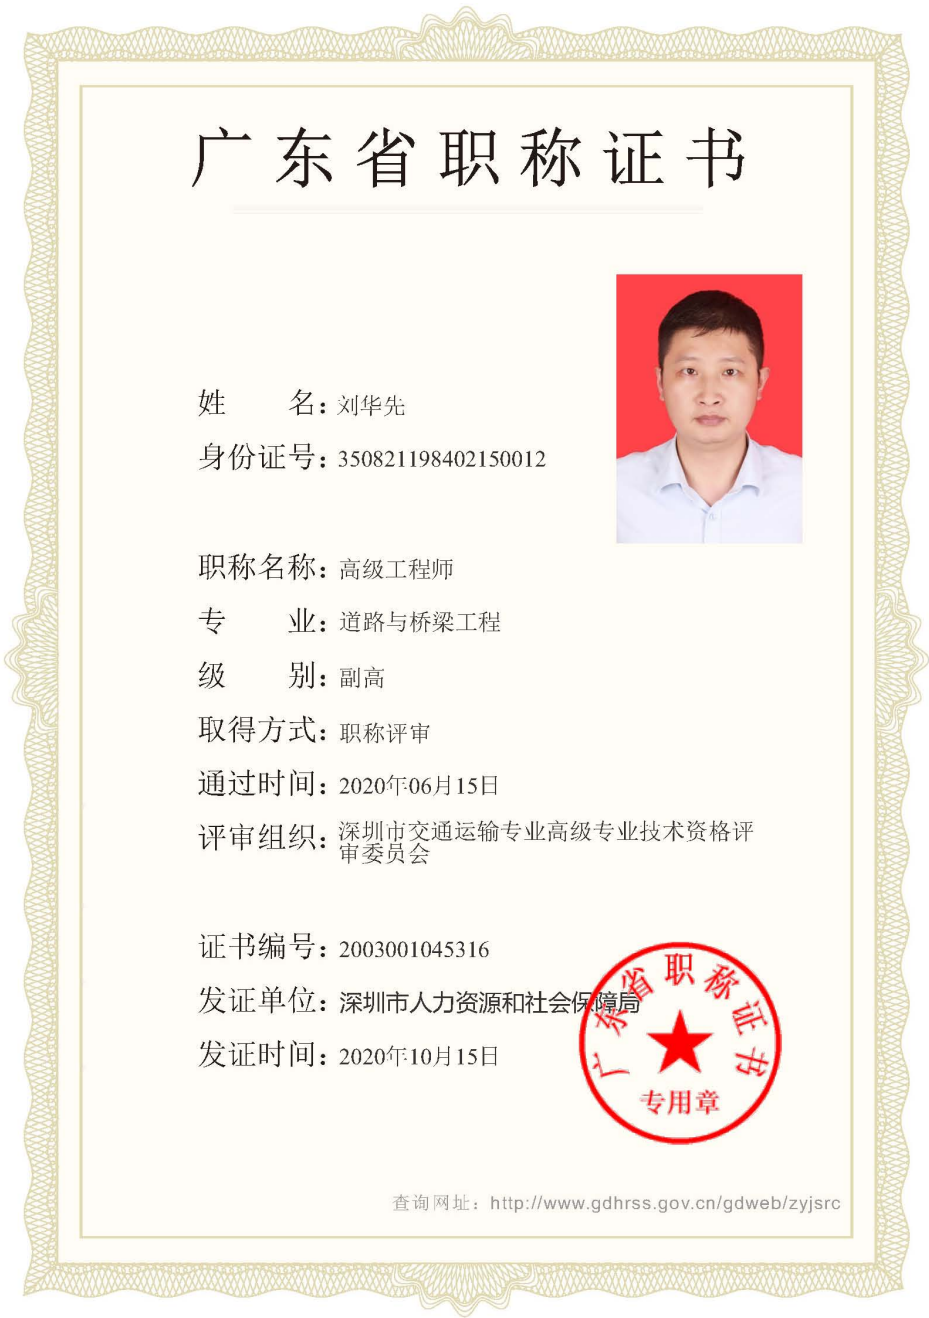 广东省职称证书
姓 名：刘华先
身份证号：350821198402150012
职称名称：高级工程师
专 业：道路与桥梁工程
级 别：副高
取得方式：职称评审
通过时间：2020年06月15日
评审组织：深圳市交通运输专业高级专业技术资格评
审委员会
证书编号：2003001045316
发证单位：深圳市人力资源和社会保障局
发证时间：2020年10月15日
广东省职称证书
专用章
查询网址：http://www.gdhrss.gov.cn/gdweb/zyjsrc